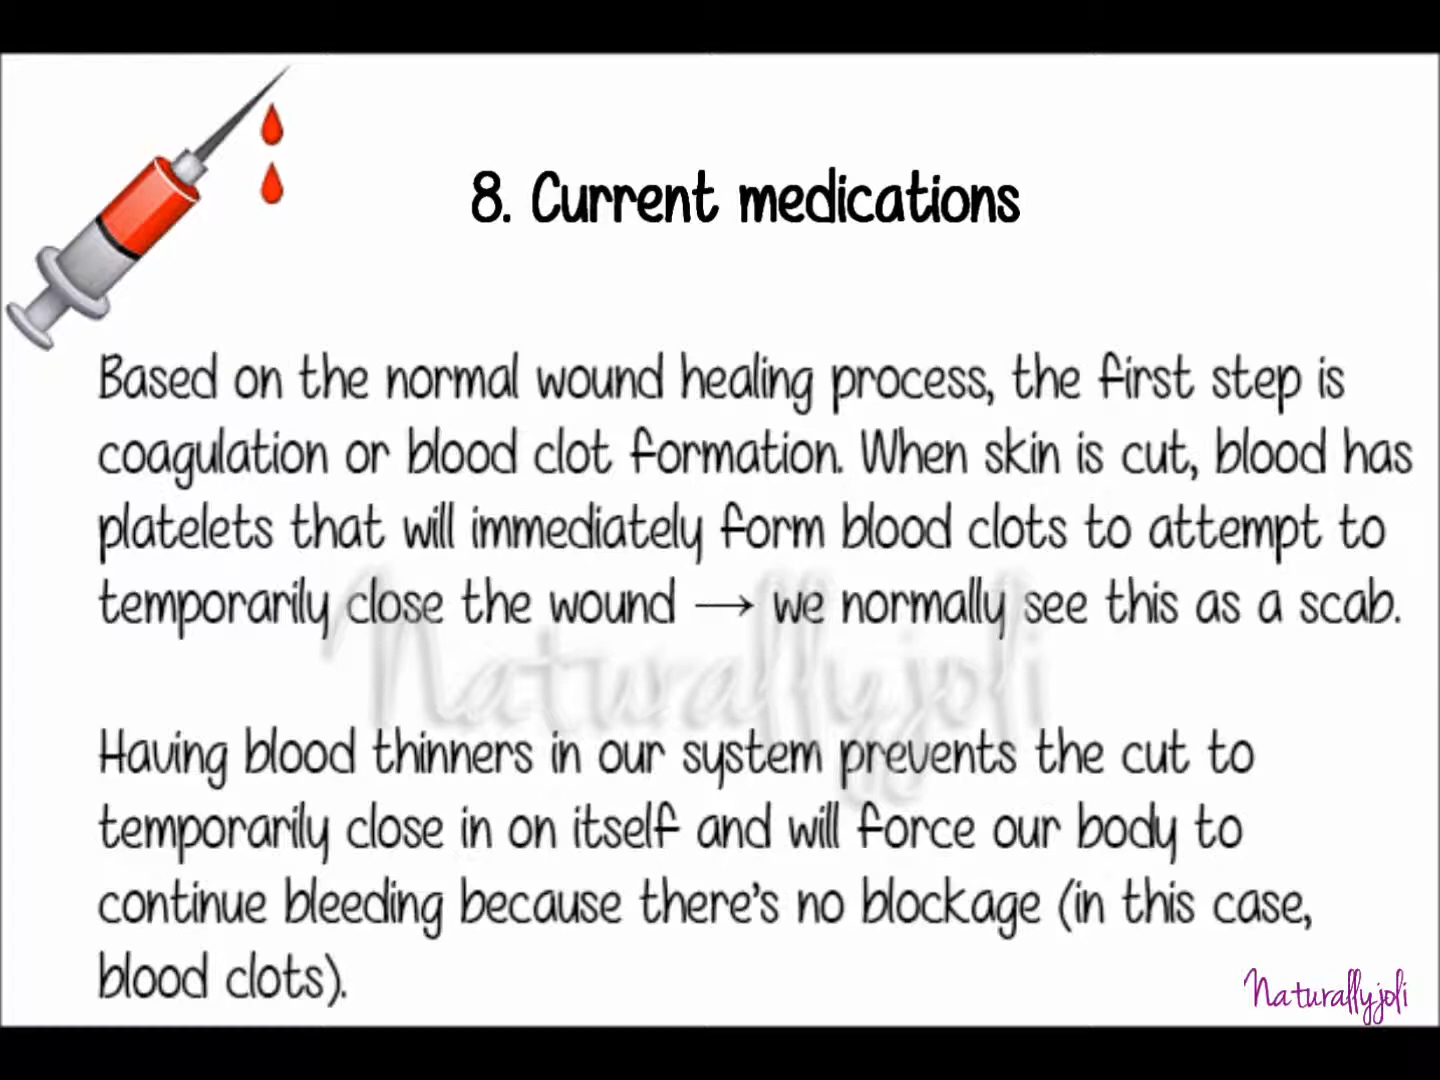 8. Current medications
Based on the normal wound healing process, the first step is
coagulation or blood clot formation. When skin is cut, blood has
platelets that will immediately form blood clots to attempt to
temporarily close the wound → we normally see this as a scab.
Naturallyjoli
Having blood thinners in our system prevents the cut to
temporarily close in on itself and will force our body to
continue bleeding because there's no blockage (in this case,
blood clots).
Naturallyjoli